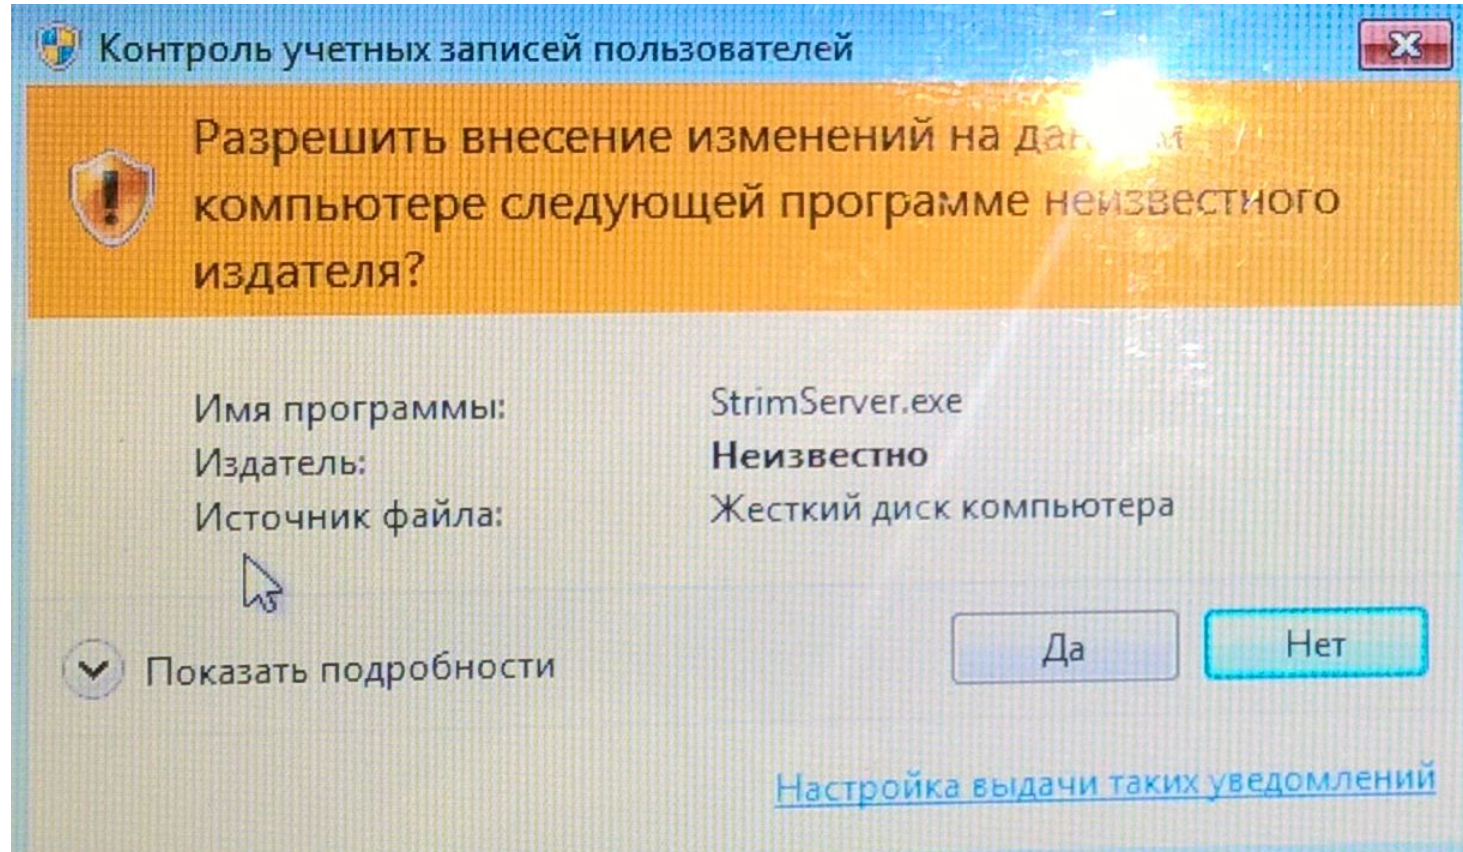 Контроль учетных записей пользователей
Разрешить внесение изменений на
компьютере следующей программе неизвестного
издателя?
Имя программы: StrimServer.exe
Издатель: Неизвестно
Источник файла: Жесткий диск компьютера
Показать подробности
Да
Нет
Настройка выдачи таких уведомлений